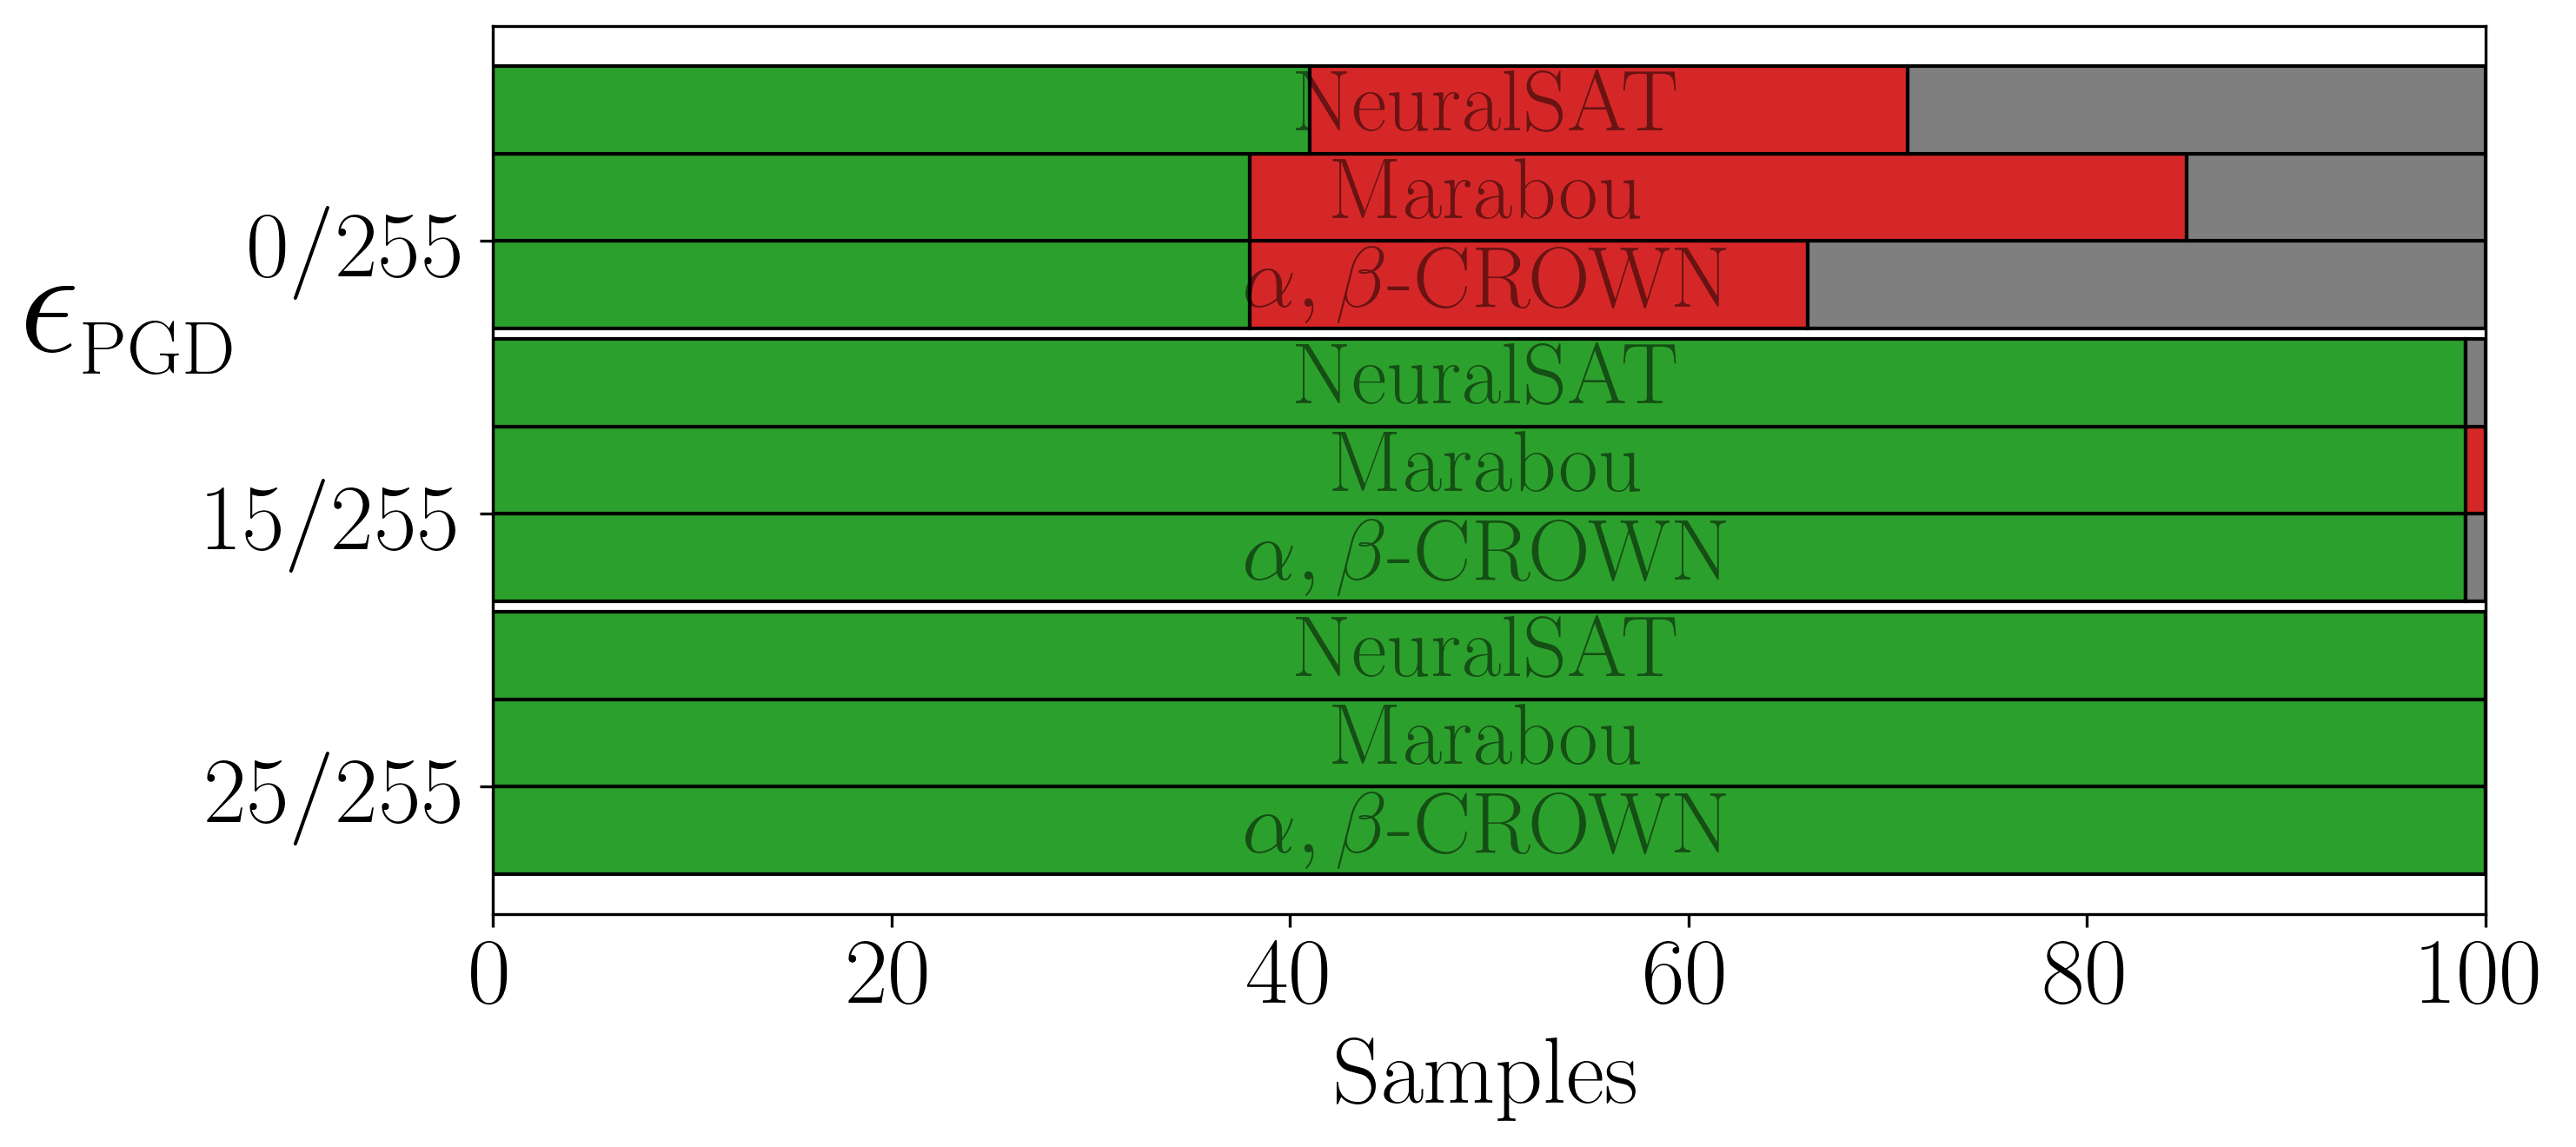 NeuralSAT
Marabou
α, β-CROWN
0/255
ϵPGD
NeuralSAT
Marabou
α, β-CROWN
15/255
NeuralSAT
Marabou
α, β-CROWN
25/255
0 20 40 60 80 100
Samples